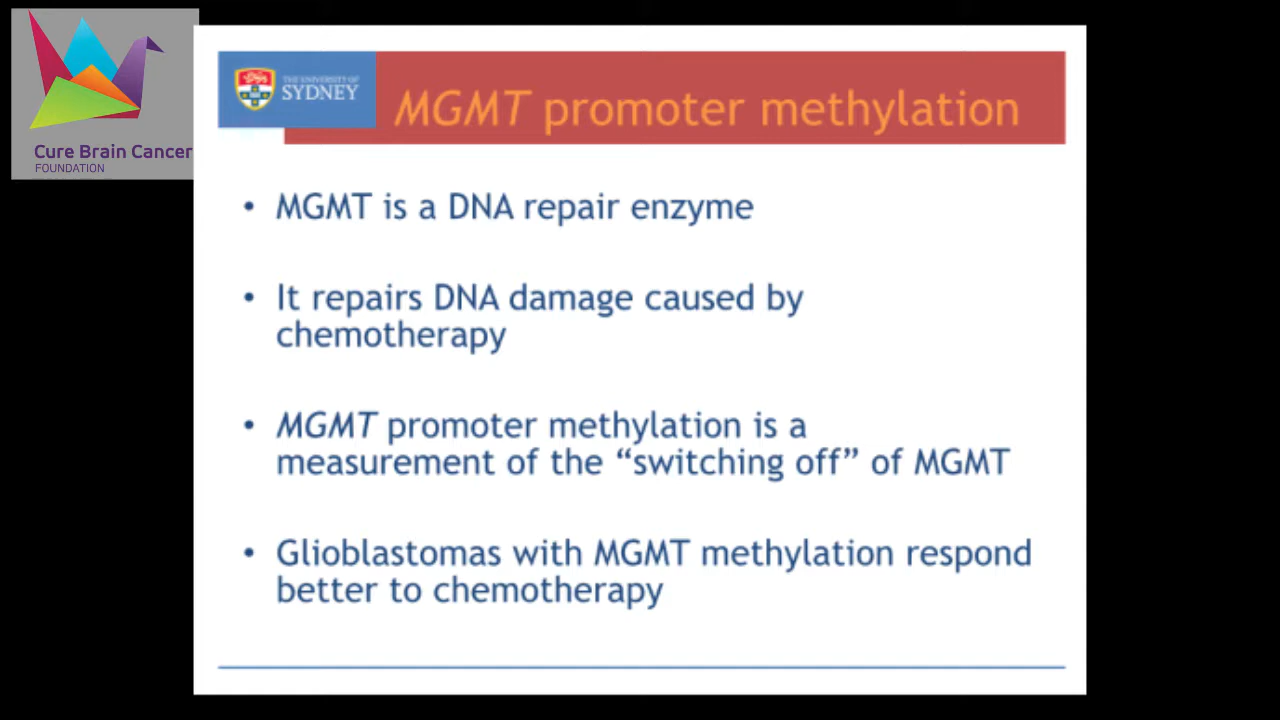 Cure Brain Cancer
FOUNDATION
THE UNIVERSITY OF
SYDNEY
MGMT promoter methylation
• MGMT is a DNA repair enzyme
• It repairs DNA damage caused by
chemotherapy
• MGMT promoter methylation is a
measurement of the “switching off” of MGMT
• Glioblastomas with MGMT methylation respond
better to chemotherapy